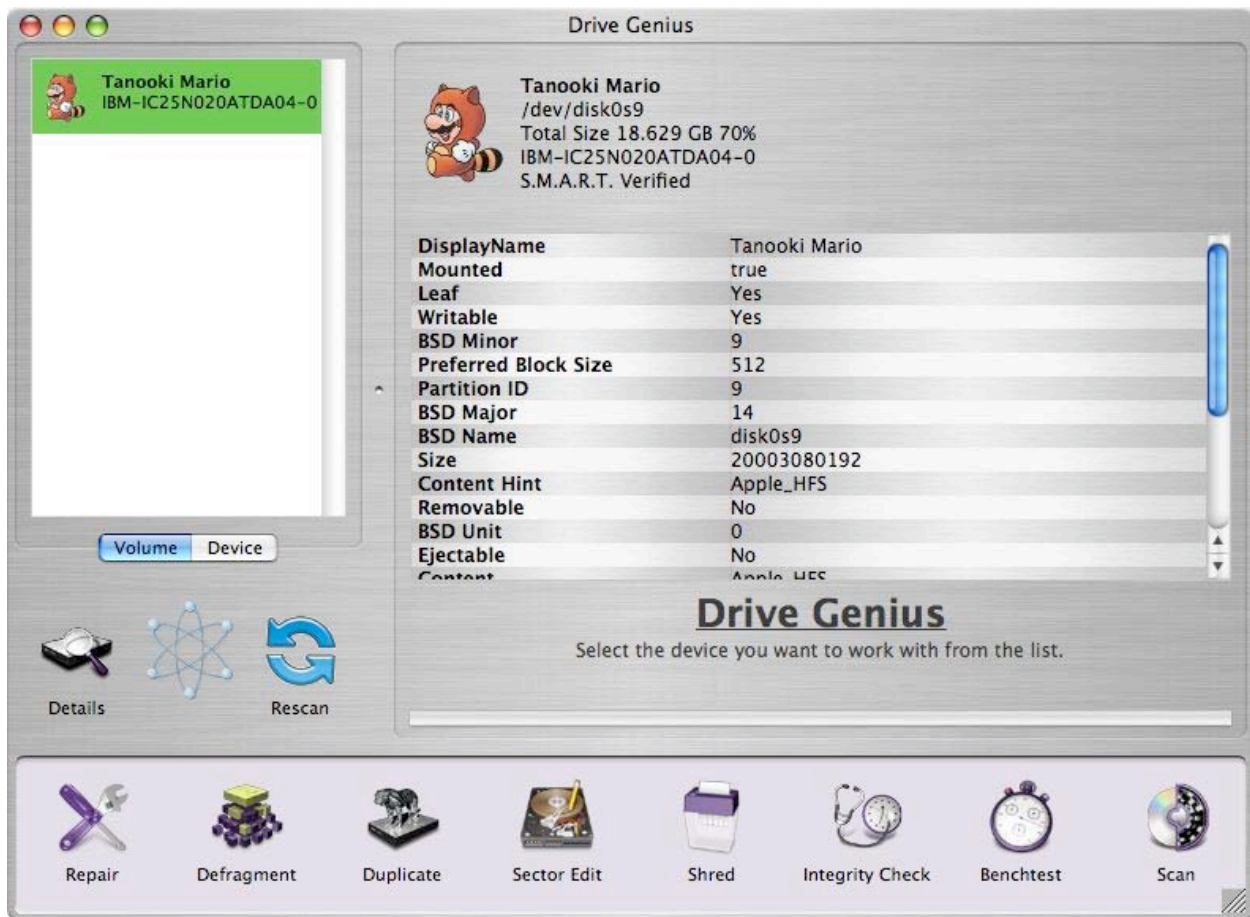 Drive Genius
Tanooki Mario
IBM-IC25N020ATDA04-0
Volume
Device
Details
Rescan
Tanooki Mario
/dev/disk0s9
Total Size 18.629 GB 70%
IBM-IC25N020ATDA04-0
S.M.A.R.T. Verified
DisplayName Tanooki Mario
Mounted true
Leaf Yes
Writable Yes
BSD Minor 9
Preferred Block Size 512
Partition ID 9
BSD Major 14
BSD Name disk0s9
Size 20003080192
Content Hint Apple_HFS
Removable No
BSD Unit 0
Ejectable No
Content Apple_HFS
Drive Genius
Select the device you want to work with from the list.
Repair
Defragment
Duplicate
Sector Edit
Shred
Integrity Check
Benchtest
Scan